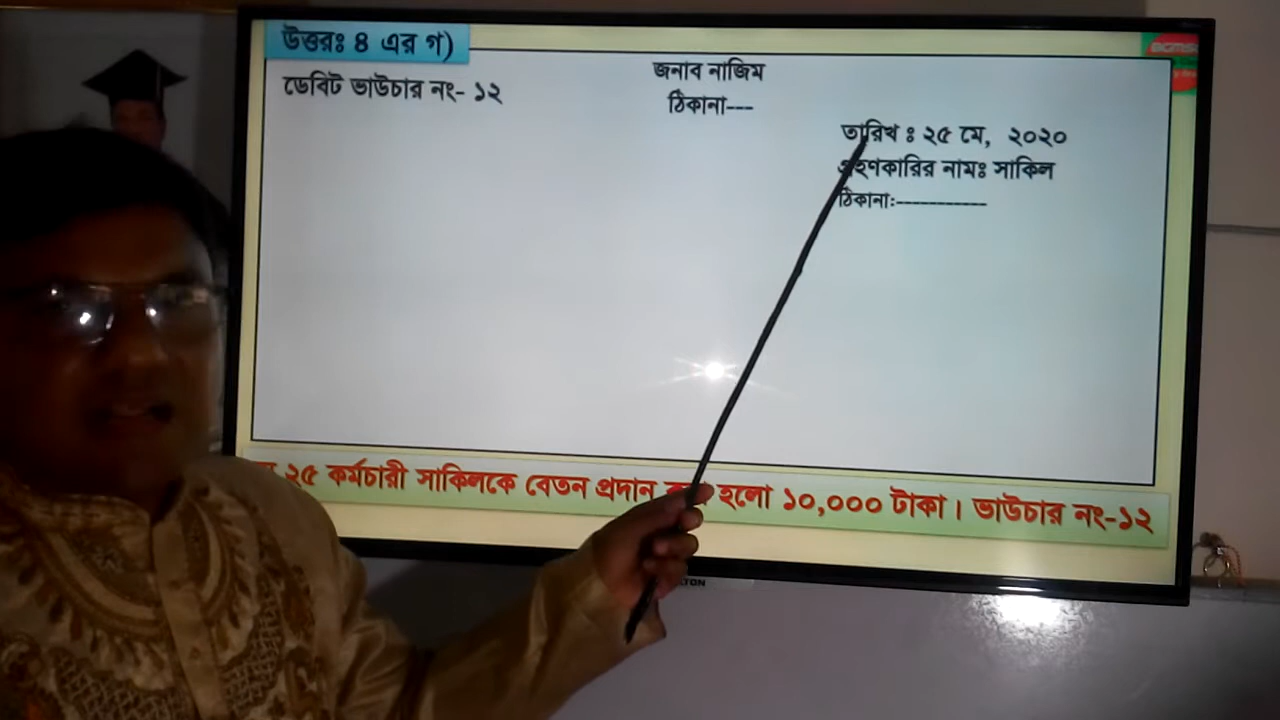 উত্তরঃ ৪ এর গ)
জনাব নাজিম
ডেবিট ভাউচার নং- ১২
ঠিকানা---
তারিখ ঃ ২৫ মে, ২০২০
গ্রহণকারির নামঃ সাকিল
ঠিকানা:-----------
২৫ কর্মচারী সাকিলকে বেতন প্রদান হলো ১০,০০০ টাকা। ভাউচার নং-১২